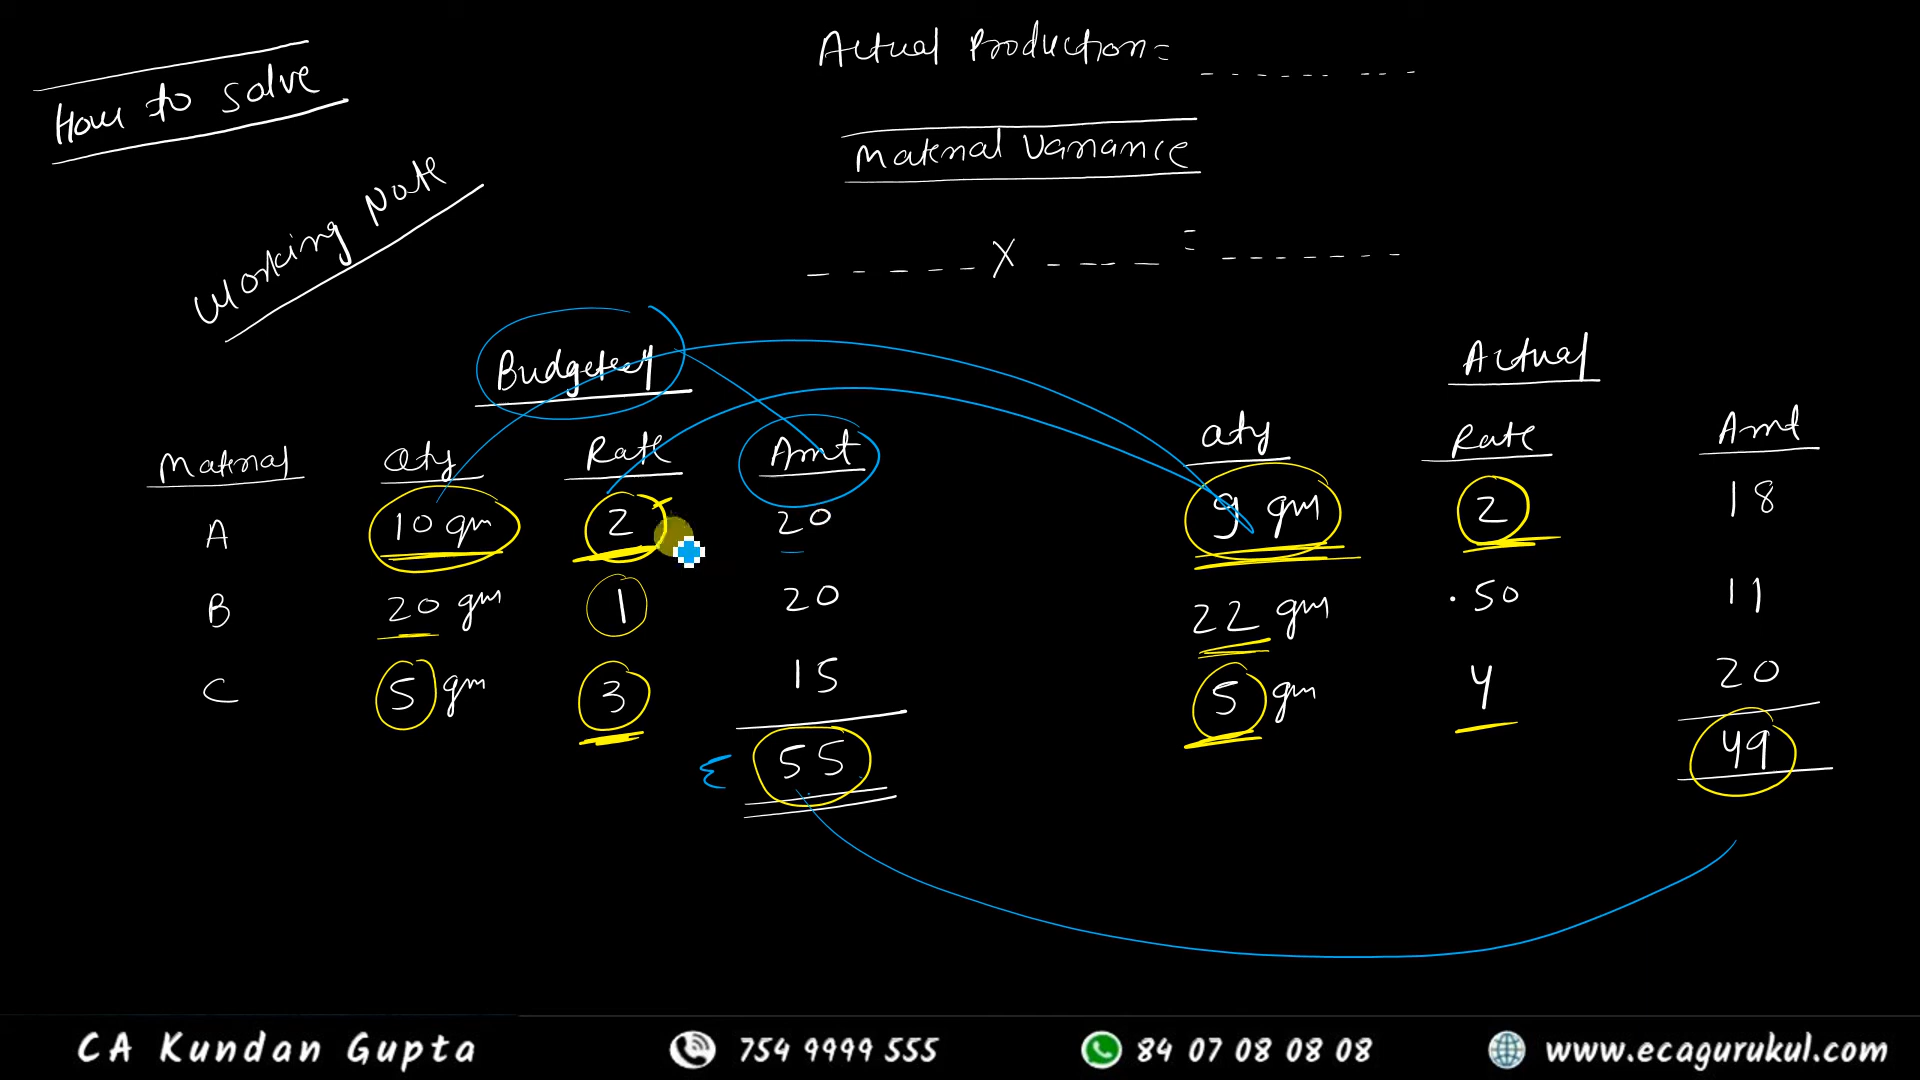 How to solve
Actual Production = - - - - - - - - -
Material Variance
Working Note
- - - - - X - - - - = - - - - - - -
Budgeted Actual
Material Qty Rate Amt Qty Rate Amt
A 10 gm 2 20 9 gm 2 18
B 20 gm 1 20 22 gm .50 11
C 5 gm 3 15 5 gm 4 20
Σ 55 49
CA Kundan Gupta 754 9999 555 84 07 08 08 08 www.ecagurukul.com